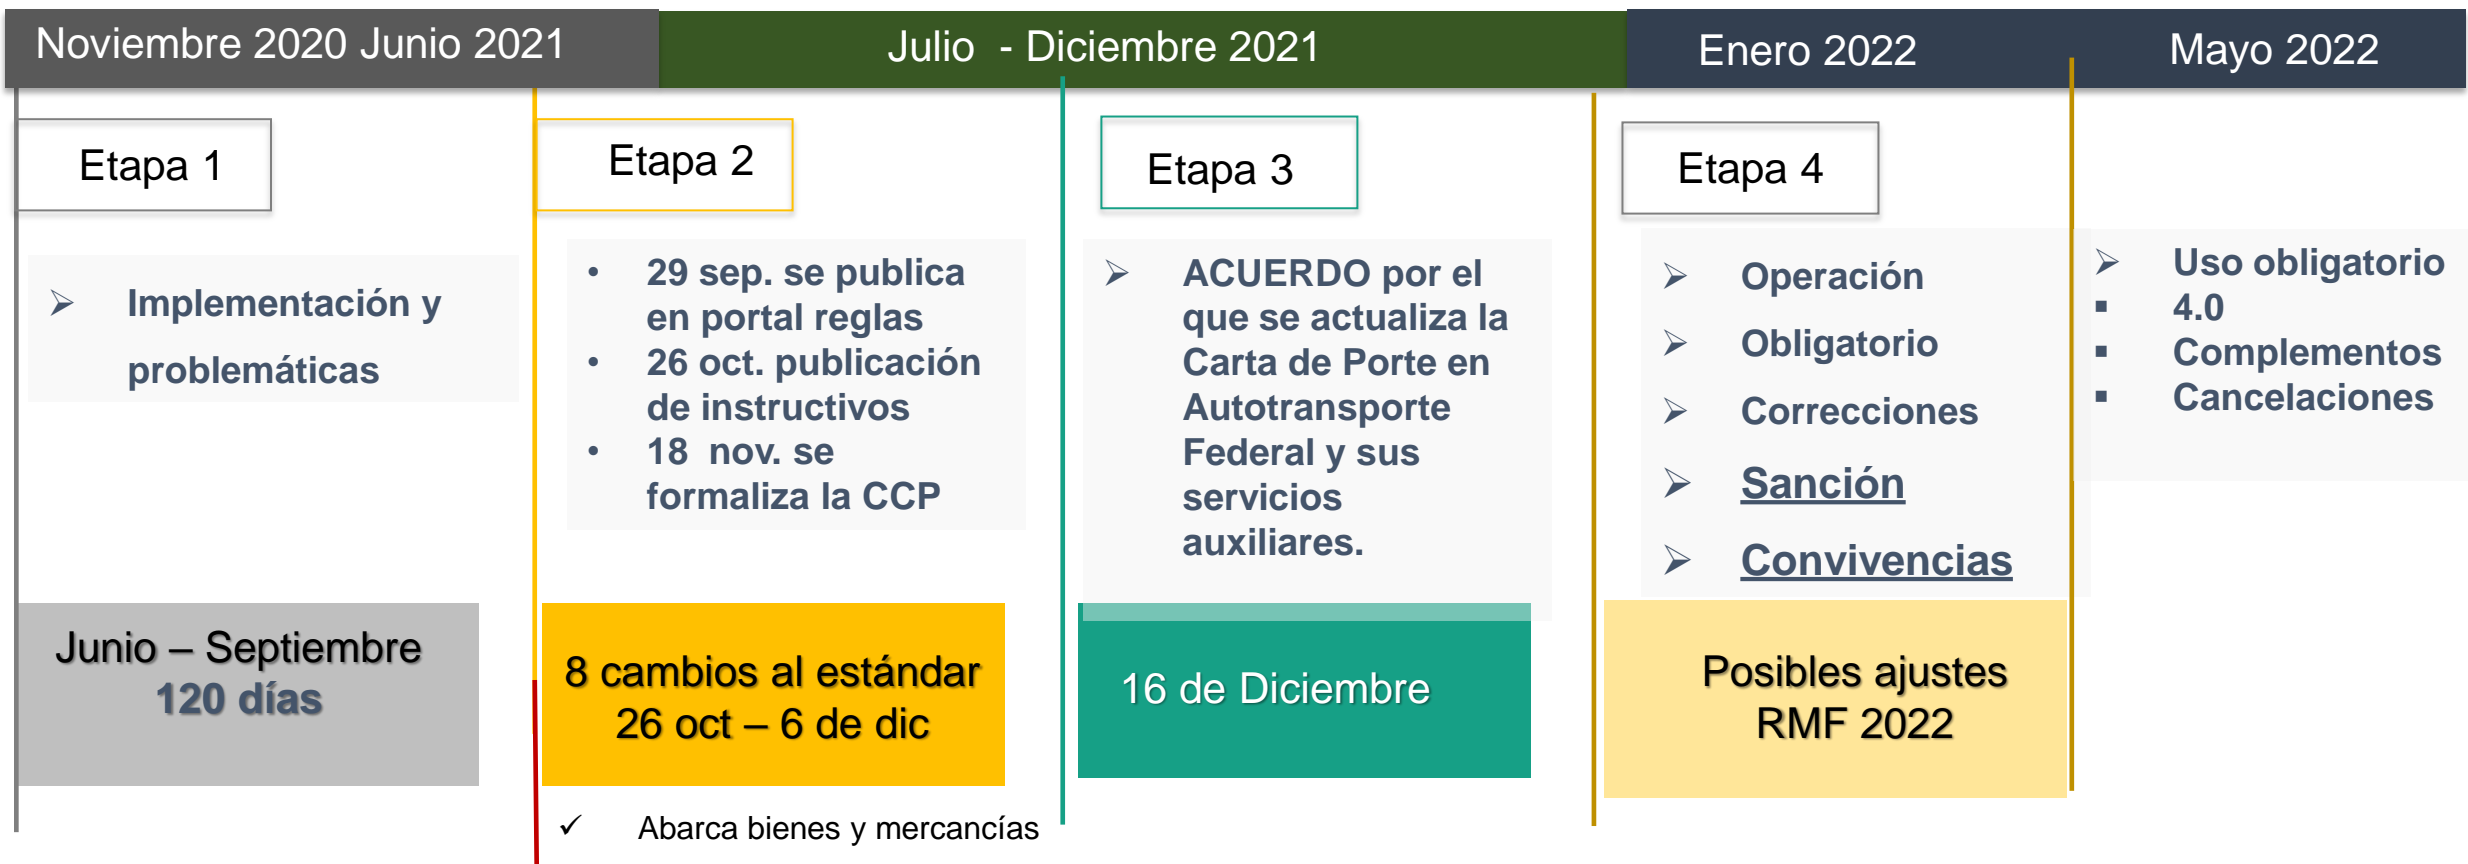 Noviembre 2020 Junio 2021
Julio - Diciembre 2021
Enero 2022
Mayo 2022
Etapa 1
➢ Implementación y
problemáticas
Junio – Septiembre
120 días
Etapa 2
• 29 sep. se publica
en portal reglas
• 26 oct. publicación
de instructivos
• 18 nov. se
formaliza la CCP
8 cambios al estándar
26 oct – 6 de dic
✓ Abarca bienes y mercancías
Etapa 3
➢ ACUERDO por el
que se actualiza la
Carta de Porte en
Autotransporte
Federal y sus
servicios
auxiliares.
16 de Diciembre
Etapa 4
➢ Operación
➢ Obligatorio
➢ Correcciones
➢ Sanción
➢ Convivencias
Posibles ajustes
RMF 2022
➢ Uso obligatorio
▪ 4.0
▪ Complementos
▪ Cancelaciones